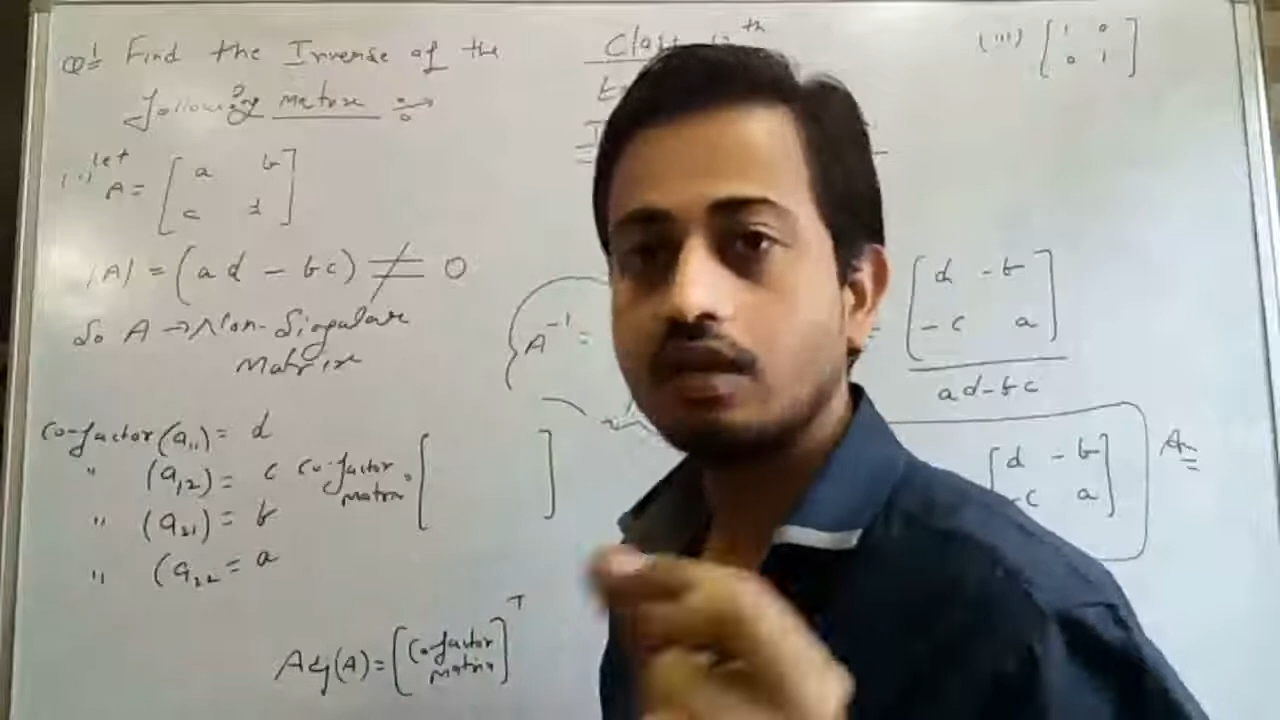 Q1= Find the Inverse of the
following matrix :→
Class 12th
(iii) [1 0
0 1]
(i) let
A = [a b
c d]
|A| = (ad - bc) ≠ 0
So A → Non-Singular
Matrix
Co-factor (a11) = d
" (a12) = c
" (a21) = b
" (a22 = a
Co-factor
matrix = [ ]
Adj(A) = [Co-factor
matrix]T
A-1 =
= [d -b
-c a]
ad-bc
[d -b
-c a]
An